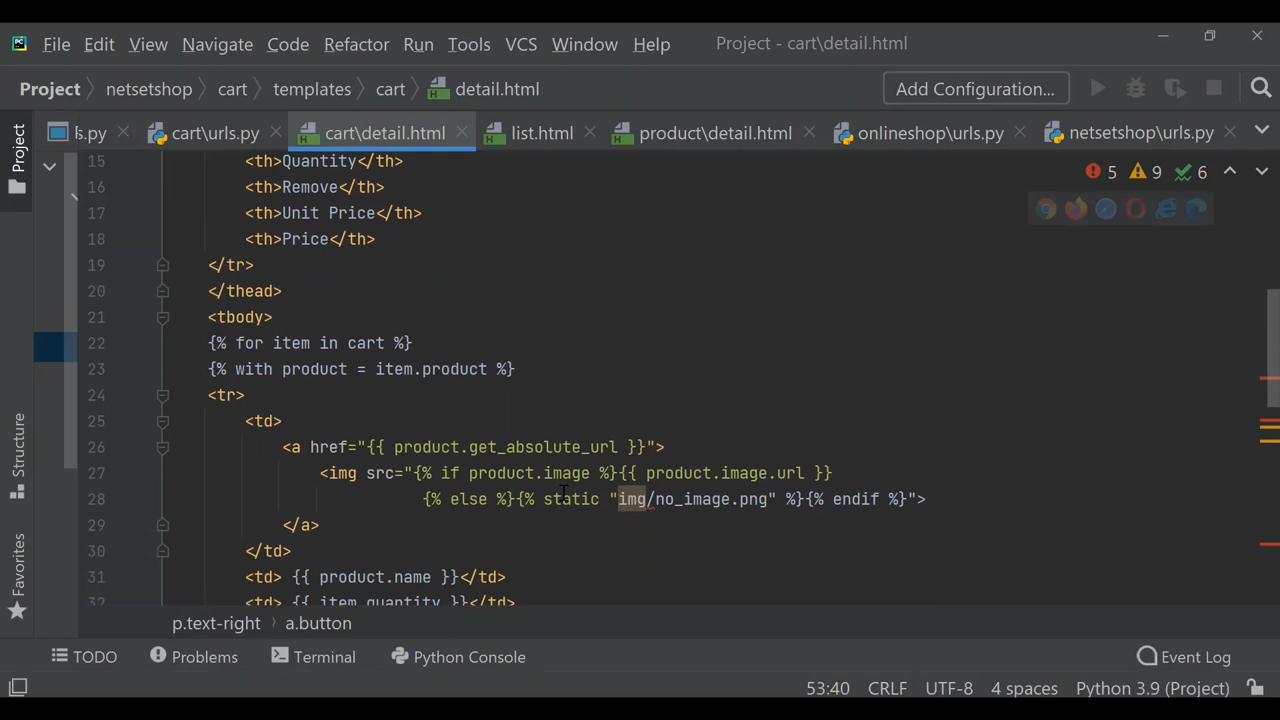 File Edit View Navigate Code Refactor Run Tools VCS Window Help Project - cart\detail.html
Project netsetshop cart templates cart detail.html Add Configuration...
s.py cart\urls.py cart\detail.html list.html product\detail.html onlineshop\urls.py netsetshop\urls.py
Project
Structure
Favorites
15 <th>Quantity</th>
5 9 6
16 <th>Remove</th>
17 <th>Unit Price</th>
18 <th>Price</th>
19 </tr>
20 </thead>
21 <tbody>
22 {% for item in cart %}
23 {% with product = item.product %}
24 <tr>
25 <td>
26 <a href="{{ product.get_absolute_url }}">
27 <img src="{% if product.image %}{{ product.image.url }}
28 {% else %}{% static "img/no_image.png" %}{% endif %}">
29 </a>
30 </td>
31 <td> {{ product.name }}</td>
32 <td> {{ item.quantity }}</td>
p.text-right a.button
TODO Problems Terminal Python Console Event Log
53:40 CRLF UTF-8 4 spaces Python 3.9 (Project)